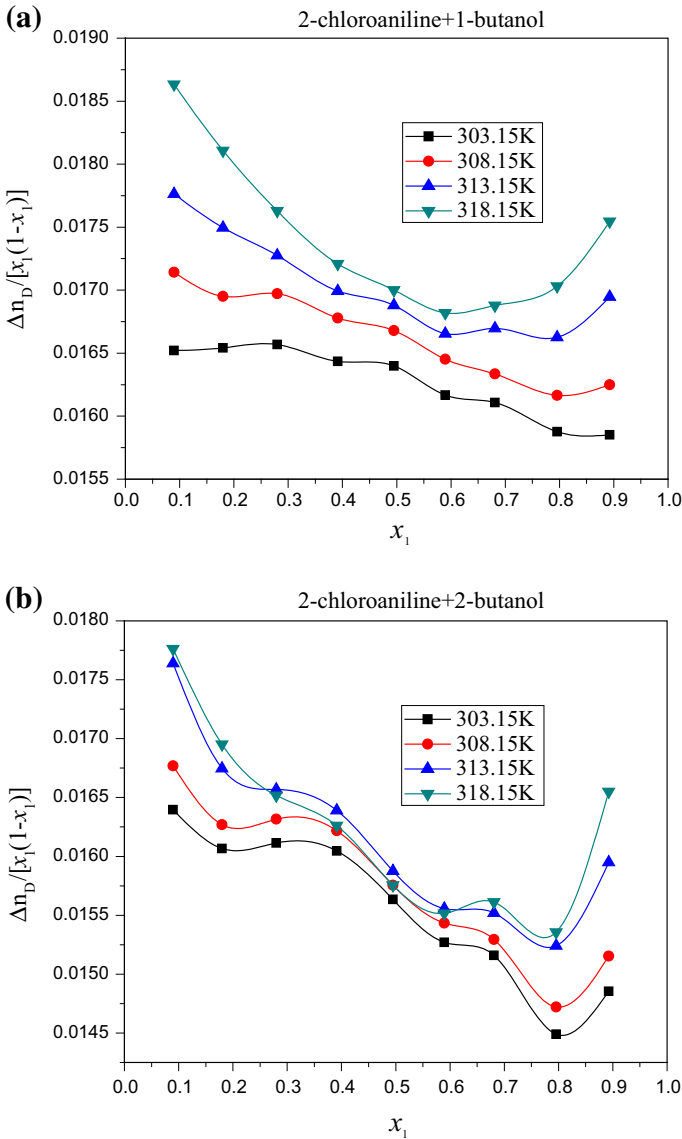 (a)
2-chloroaniline+1-butanol
0.0190
0.0185
0.0180
0.0175
0.0170
0.0165
0.0160
0.0155
Δn_D/[x_1(1-x_1)]
303.15K
308.15K
313.15K
318.15K
0.0 0.1 0.2 0.3 0.4 0.5 0.6 0.7 0.8 0.9 1.0
x_1
(b)
2-chloroaniline+2-butanol
0.0180
0.0175
0.0170
0.0165
0.0160
0.0155
0.0150
0.0145
Δn_D/[x_1(1-x_1)]
303.15K
308.15K
313.15K
318.15K
0.0 0.1 0.2 0.3 0.4 0.5 0.6 0.7 0.8 0.9 1.0
x_1